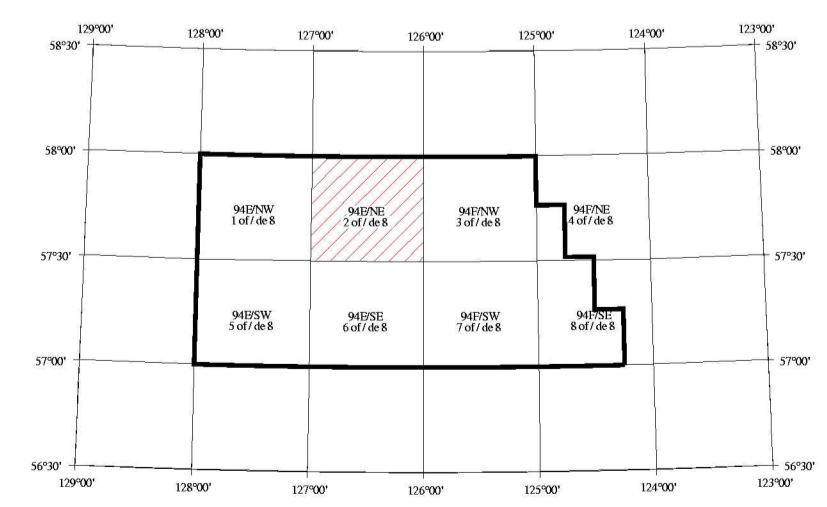 129°00' 128°00' 127°00' 126°00' 125°00' 124°00' 123°00'
58°30' 58°30'
58°00' 58°00'
94E/NW 94E/NE 94F/NW 94F/NE
1 of / de 8 2 of / de 8 3 of / de 8 4 of / de 8
57°30' 57°30'
94E/SW 94E/SE 94F/SW 94F/SE
5 of / de 8 6 of / de 8 7 of / de 8 8 of / de 8
57°00' 57°00'
56°30' 56°30'
129°00' 128°00' 127°00' 126°00' 125°00' 124°00' 123°00'